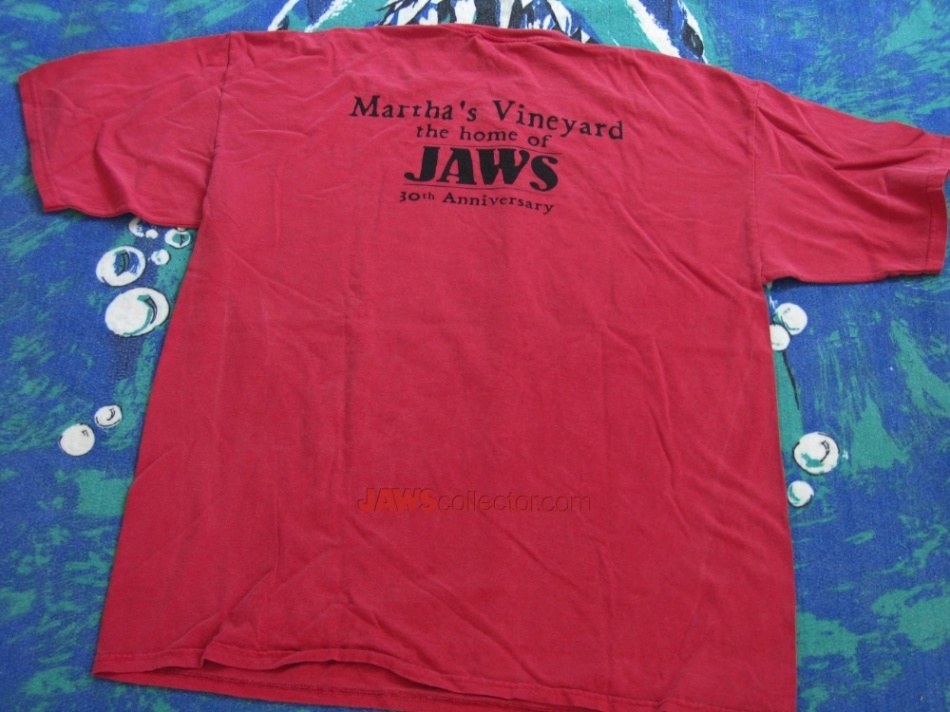 Martha's Vineyard
the home of
JAWS
30th Anniversary
JAWScollector.com